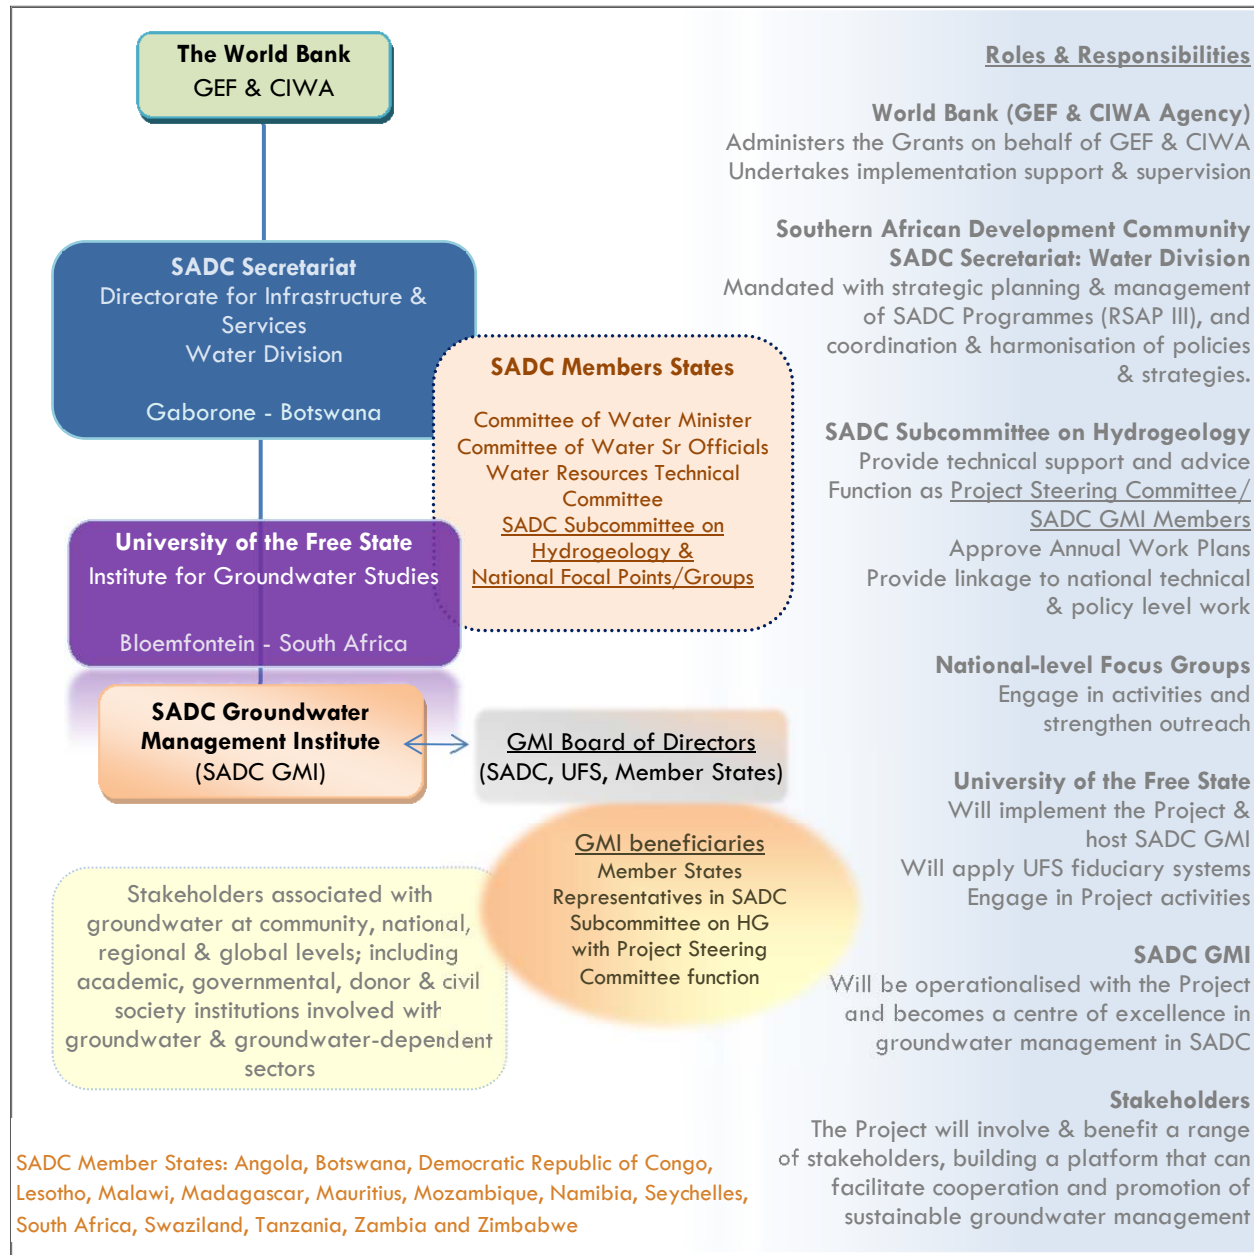 The World Bank
GEF & CIWA
SADC Secretariat
Directorate for Infrastructure &
Services
Water Division
Gaborone - Botswana
SADC Members States
Committee of Water Minister
Committee of Water Sr Officials
Water Resources Technical
Committee
SADC Subcommittee on
Hydrogeology &
National Focal Points/Groups
University of the Free State
Institute for Groundwater Studies
Bloemfontein - South Africa
SADC Groundwater
Management Institute
(SADC GMI)
GMI Board of Directors
(SADC, UFS, Member States)
GMI beneficiaries
Member States
Representatives in SADC
Subcommittee on HG
with Project Steering
Committee function
Stakeholders associated with
groundwater at community, national,
regional & global levels; including
academic, governmental, donor & civil
society institutions involved with
groundwater & groundwater-dependent
sectors
SADC Member States: Angola, Botswana, Democratic Republic of Congo,
Lesotho, Malawi, Madagascar, Mauritius, Mozambique, Namibia, Seychelles,
South Africa, Swaziland, Tanzania, Zambia and Zimbabwe
Roles & Responsibilities
World Bank (GEF & CIWA Agency)
Administers the Grants on behalf of GEF & CIWA
Undertakes implementation support & supervision
Southern African Development Community
SADC Secretariat: Water Division
Mandated with strategic planning & management
of SADC Programmes (RSAP III), and
coordination & harmonisation of policies
& strategies.
SADC Subcommittee on Hydrogeology
Provide technical support and advice
Function as Project Steering Committee/
SADC GMI Members
Approve Annual Work Plans
Provide linkage to national technical
& policy level work
National-level Focus Groups
Engage in activities and
strengthen outreach
University of the Free State
Will implement the Project &
host SADC GMI
Will apply UFS fiduciary systems
Engage in Project activities
SADC GMI
Will be operationalised with the Project
and becomes a centre of excellence in
groundwater management in SADC
Stakeholders
The Project will involve & benefit a range
of stakeholders, building a platform that can
facilitate cooperation and promotion of
sustainable groundwater management